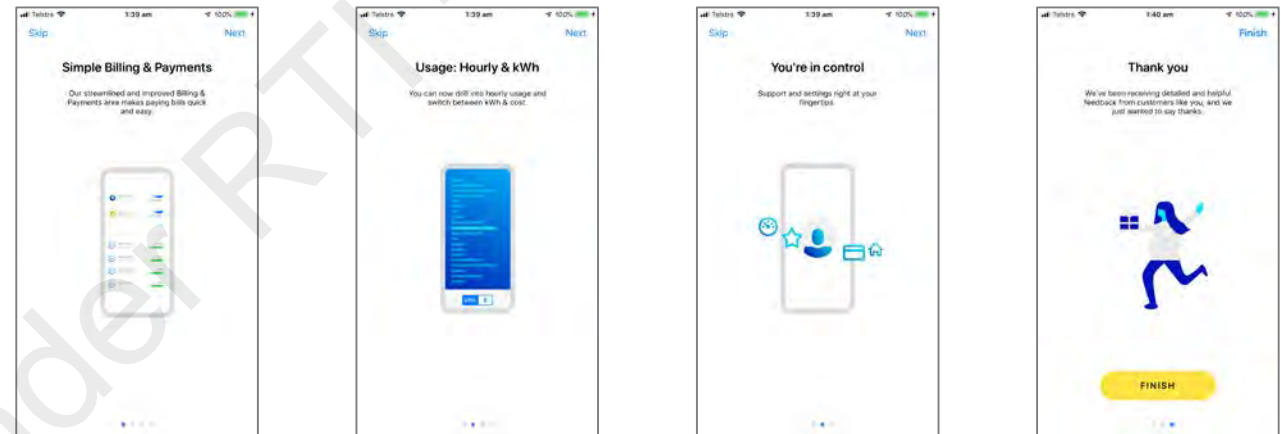 Telstra 1:39 am 100%
Skip Next
Simple Billing & Payments
Our streamlined and improved Billing &
Payments area makes paying bills quick
and easy.
Telstra 1:39 am 100%
Skip Next
Usage: Hourly & kWh
You can now drill into hourly usage and
switch between kWh & cost.
kWh $
Telstra 1:39 am 100%
Skip Next
You're in control
Support and settings right at your
fingertips.
Telstra 1:40 am 100%
Finish
Thank you
We've been receiving detailed and helpful
feedback from customers like you, and we
just wanted to say thanks.
FINISH
nder RTI